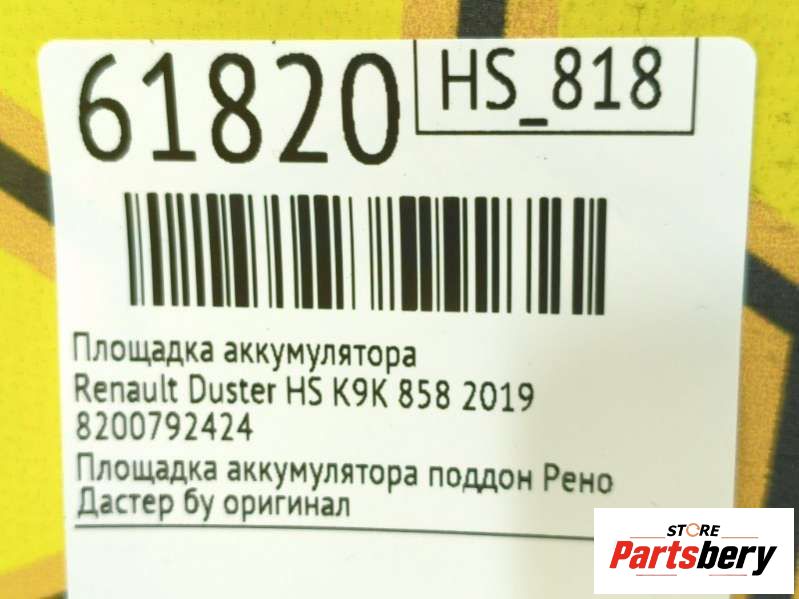 61820
HS_818
Площадка аккумулятора
Renault Duster HS K9K 858 2019
8200792424
Площадка аккумулятора поддон Рено
Дастер бу оригинал
STORE
Partsbery